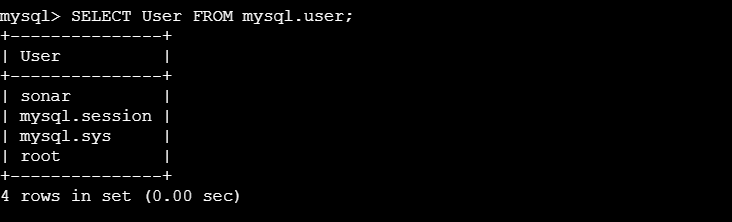 mysql> SELECT User FROM mysql.user;
+---------------+
| User          |
+---------------+
| sonar         |
| mysql.session |
| mysql.sys     |
| root          |
+---------------+
4 rows in set (0.00 sec)